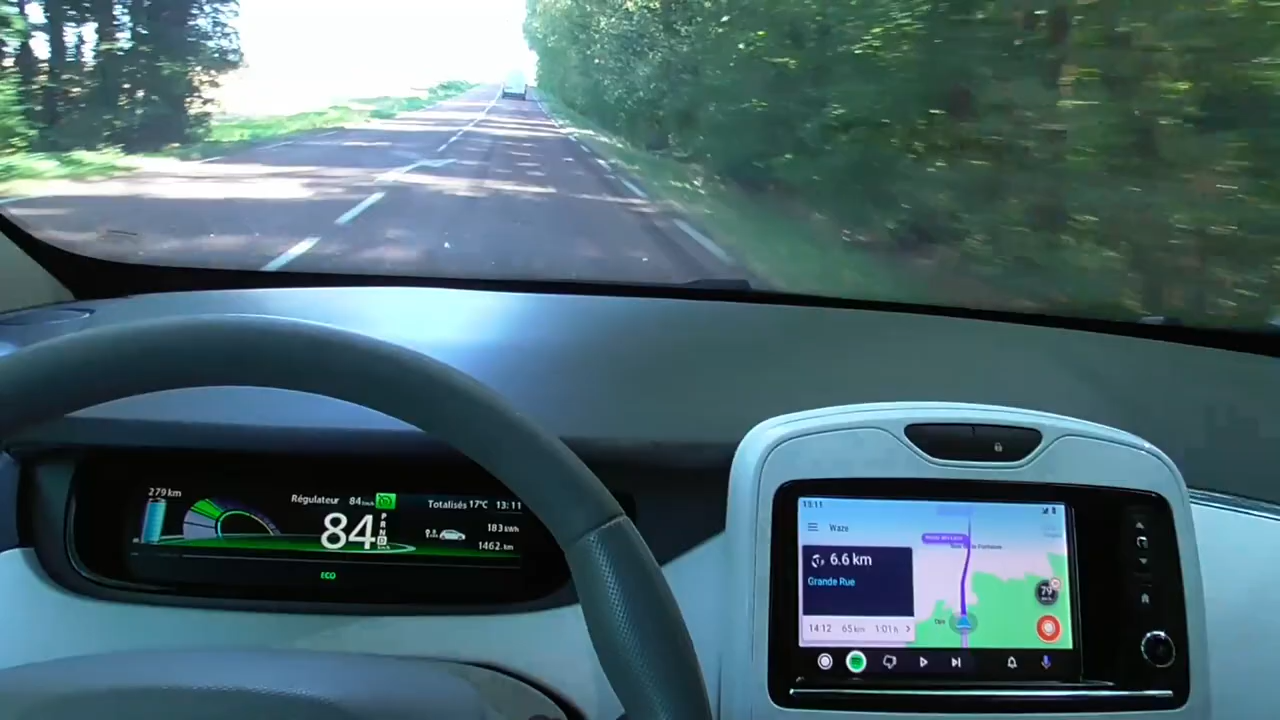 279 km
Régulateur 84 km/h
Totalisés 17°C 13:11
84
183 kWh
1462 km
ECO
13:11
Waze
6.6 km
Grande Rue
14:12 65 km 1:01 h
79